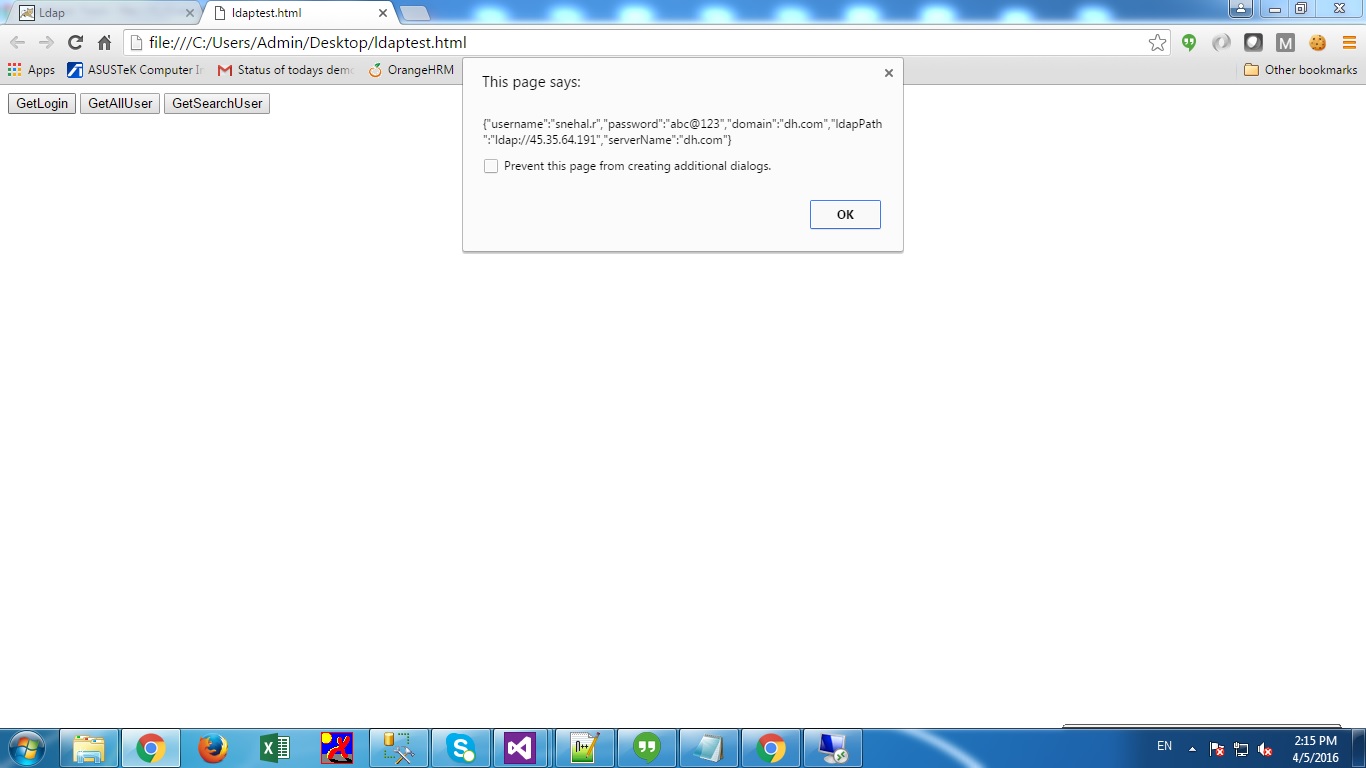 Ldap
ldaptest.html
file:///C:/Users/Admin/Desktop/ldaptest.html
Apps
ASUSTeK Computer In
Status of todays demo
OrangeHRM
Other bookmarks
GetLogin
GetAllUser
GetSearchUser
This page says:
{"username":"snehal.r","password":"abc@123","domain":"dh.com","ldapPath
":"ldap://45.35.64.191","serverName":"dh.com"}
Prevent this page from creating additional dialogs.
OK
EN
2:15 PM
4/5/2016